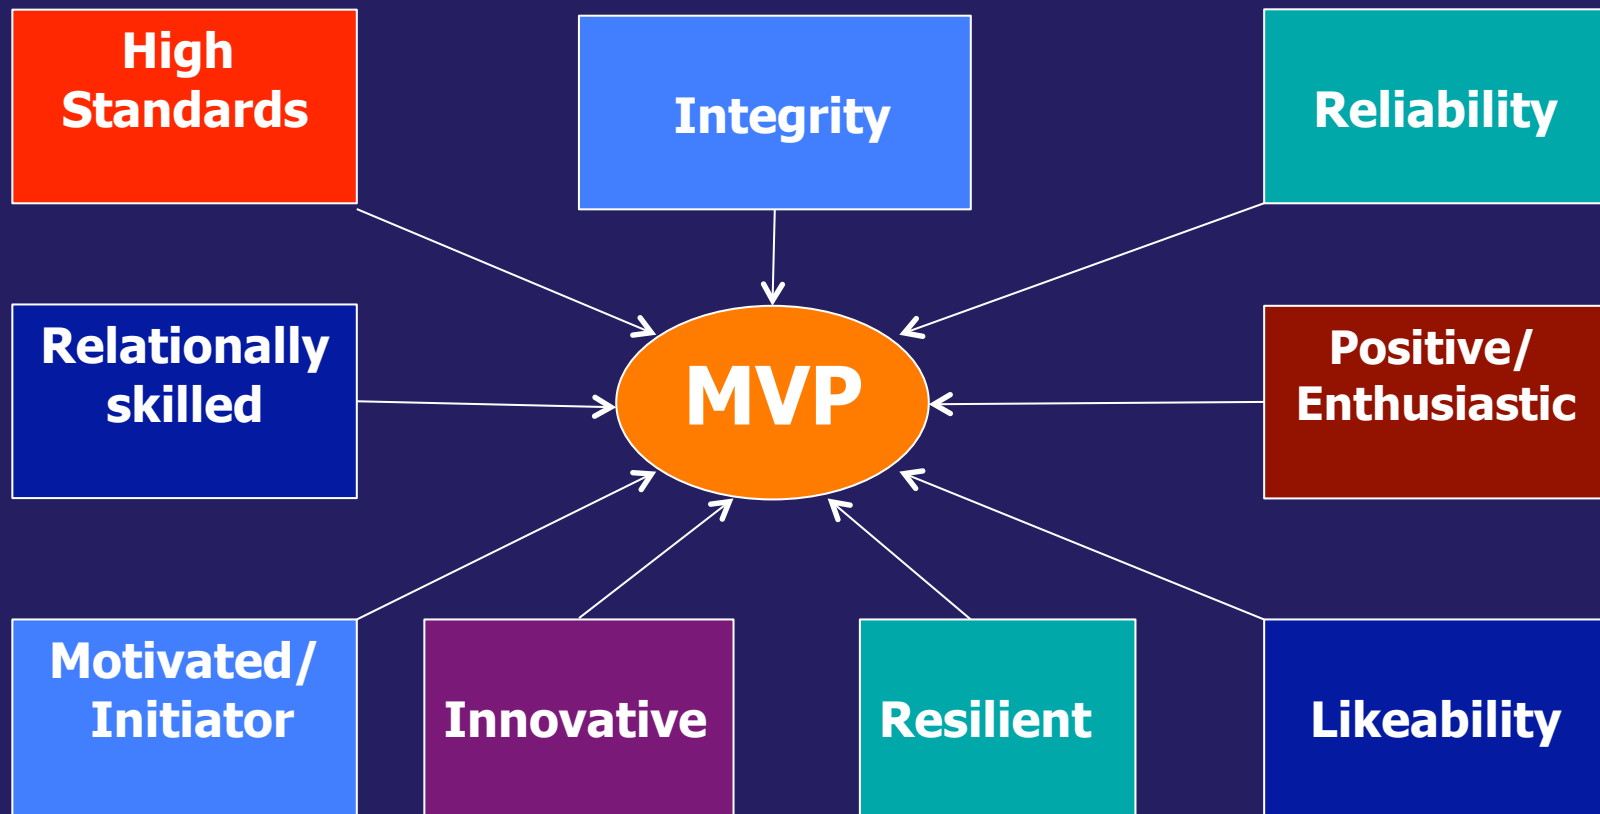 High
Standards
Integrity
Reliability
Relationally
skilled
MVP
Positive/
Enthusiastic
Motivated/
Initiator
Innovative
Resilient
Likeability